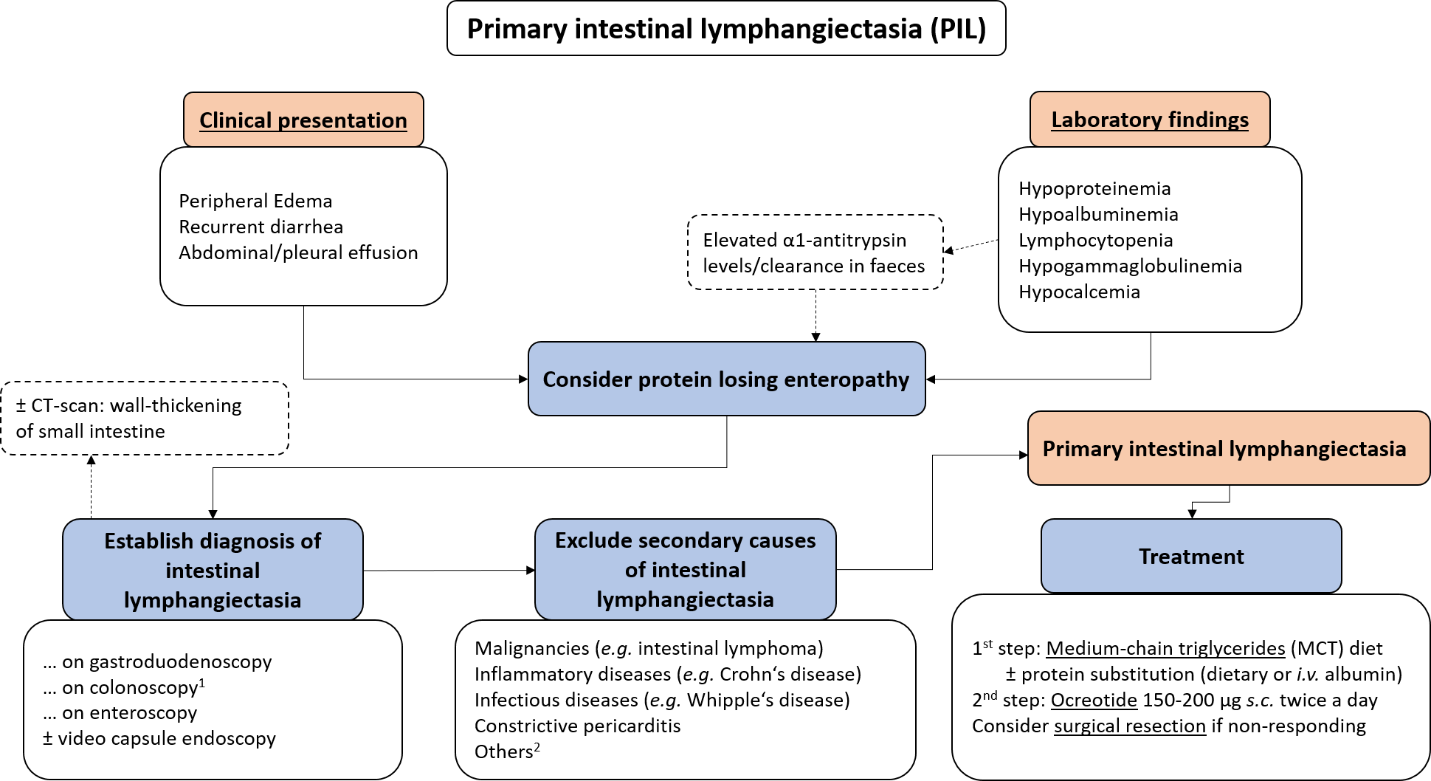 Primary intestinal lymphangiectasia (PIL)
Clinical presentation
Peripheral Edema
Recurrent diarrhea
Abdominal/pleural effusion
Laboratory findings
Hypoproteinemia
Hypoalbuminemia
Lymphocytopenia
Hypogammaglobulinemia
Hypocalcemia
Elevated α1-antitrypsin
levels/clearance in faeces
Consider protein losing enteropathy
± CT-scan: wall-thickening
of small intestine
Establish diagnosis of
intestinal
lymphangiectasia
... on gastroduodenoscopy
... on colonoscopy¹
... on enteroscopy
± video capsule endoscopy
Exclude secondary causes
of intestinal
lymphangiectasia
Malignancies (e.g. intestinal lymphoma)
Inflammatory diseases (e.g. Crohn‘s disease)
Infectious diseases (e.g. Whipple‘s disease)
Constrictive pericarditis
Others²
Primary intestinal lymphangiectasia
Treatment
1st step: Medium-chain triglycerides (MCT) diet
± protein substitution (dietary or i.v. albumin)
2nd step: Ocreotide 150-200 µg s.c. twice a day
Consider surgical resection if non-responding